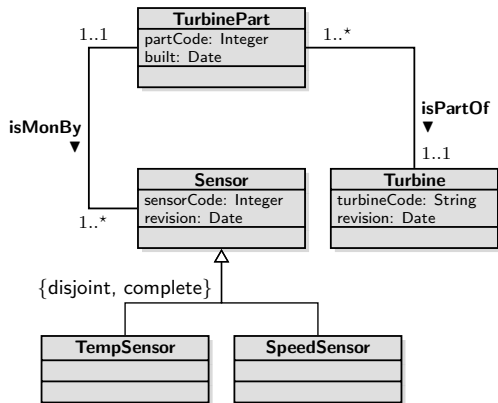 TurbinePart
1..1
partCode: Integer
built: Date
1..*
isMonBy
▼
isPartOf
▼
Sensor
sensorCode: Integer
revision: Date
1..*
1..1
Turbine
turbineCode: String
revision: Date
{disjoint, complete}
TempSensor
SpeedSensor